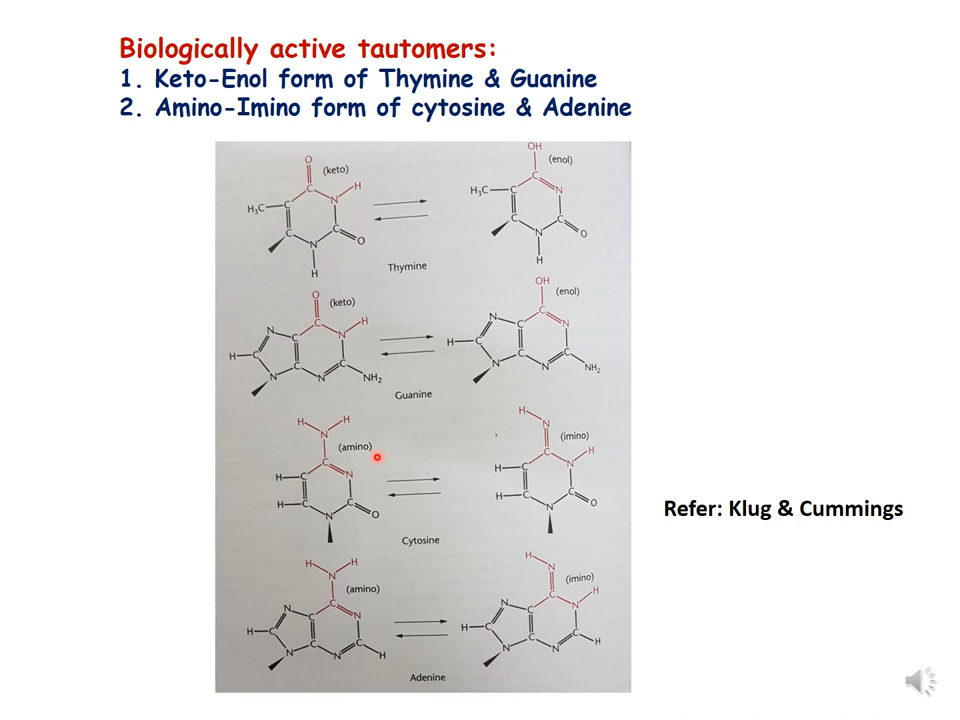 Biologically active tautomers:
1. Keto-Enol form of Thymine & Guanine
2. Amino-Imino form of cytosine & Adenine
O (keto)
C N H
H₃C C
C C O
N
H
OH
(enol)
C
H₃C C N
C C O
N
H
Thymine
O (keto)
C N H
N C
H C C C
N N NH₂
OH
(enol)
C
N C N
H C C C
N N NH₂
Guanine
H H
N
(amino)
C
H C N
H C C O
N
H
N
(imino)
C H
H C N
H C C O
N
Cytosine
H H
N
(amino)
C
N C N
H C C C
N N H
H
N
(imino)
C H
N C N
H C C C H
N N
Adenine
Refer: Klug & Cummings